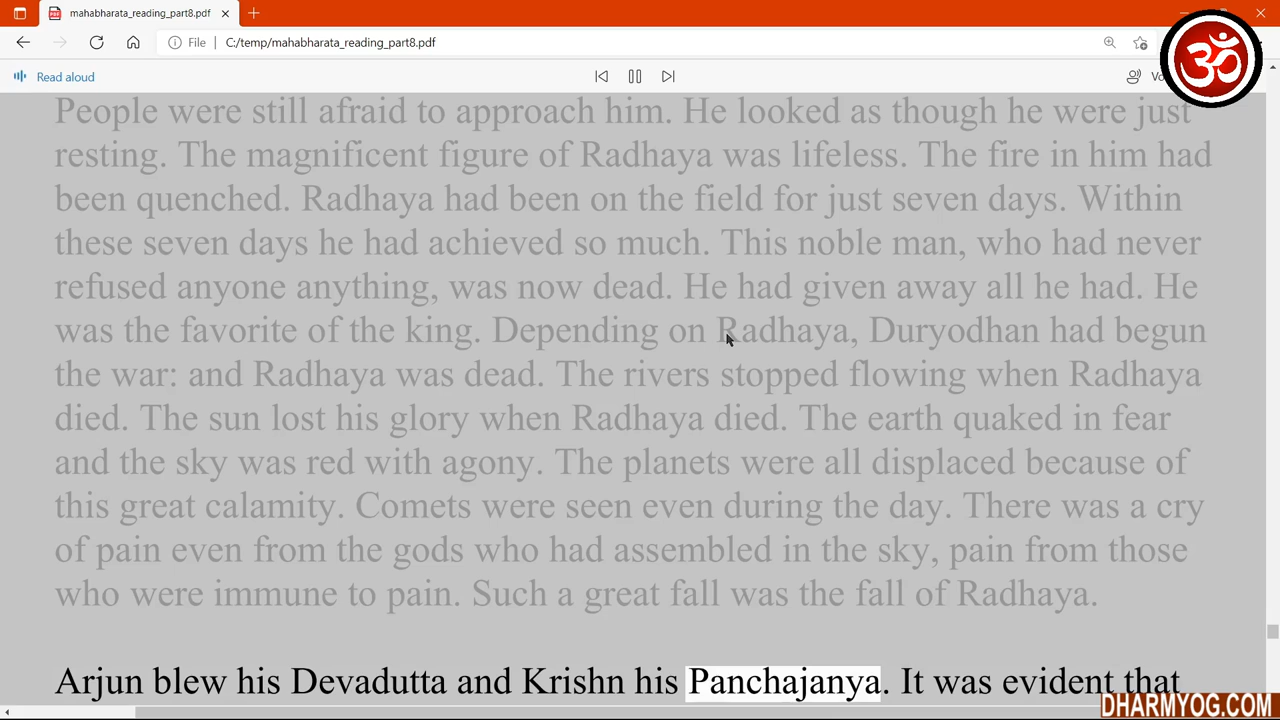 mahabharata_reading_part8.pdf
File
C:/temp/mahabharata_reading_part8.pdf
ॐ
Read aloud
People were still afraid to approach him. He looked as though he were just
resting. The magnificent figure of Radhaya was lifeless. The fire in him had
been quenched. Radhaya had been on the field for just seven days. Within
these seven days he had achieved so much. This noble man, who had never
refused anyone anything, was now dead. He had given away all he had. He
was the favorite of the king. Depending on Radhaya, Duryodhan had begun
the war: and Radhaya was dead. The rivers stopped flowing when Radhaya
died. The sun lost his glory when Radhaya died. The earth quaked in fear
and the sky was red with agony. The planets were all displaced because of
this great calamity. Comets were seen even during the day. There was a cry
of pain even from the gods who had assembled in the sky, pain from those
who were immune to pain. Such a great fall was the fall of Radhaya.
Arjun blew his Devadutta and Krishn his Panchajanya. It was evident that
DHARMYOG.COM